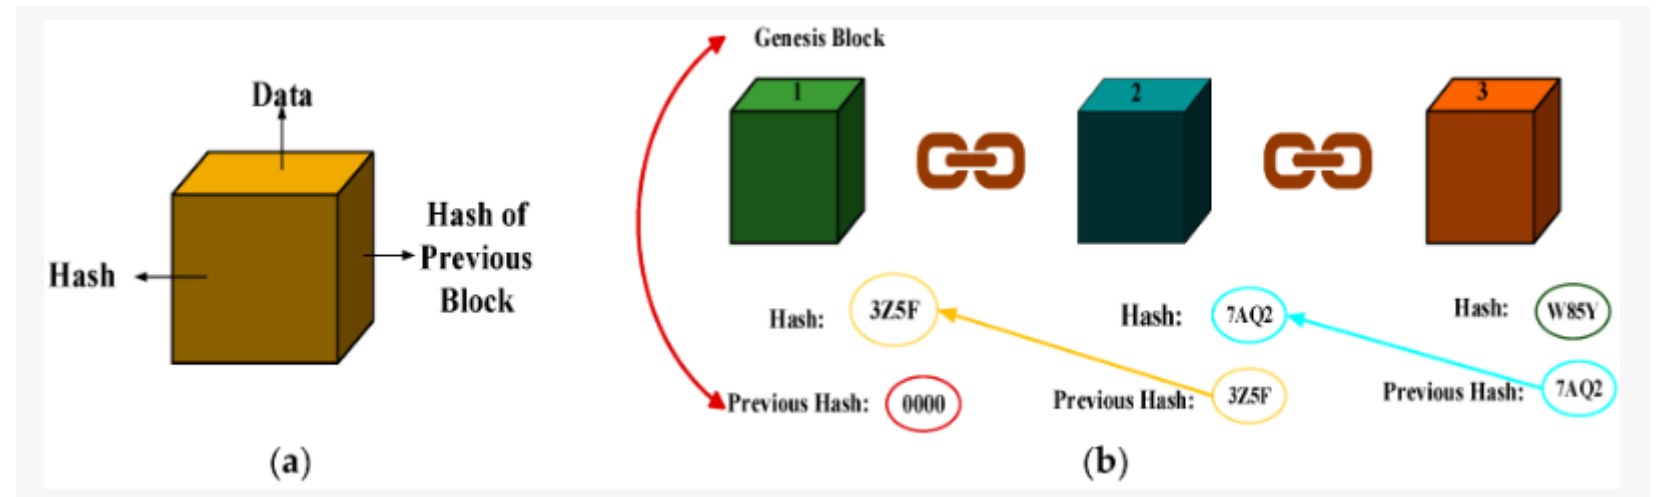 Data
Hash
Hash of
Previous
Block
(a)
Genesis Block
1
2
3
Hash: 3Z5F
Hash: 7AQ2
Hash: W85Y
Previous Hash: 0000
Previous Hash: 3Z5F
Previous Hash: 7AQ2
(b)